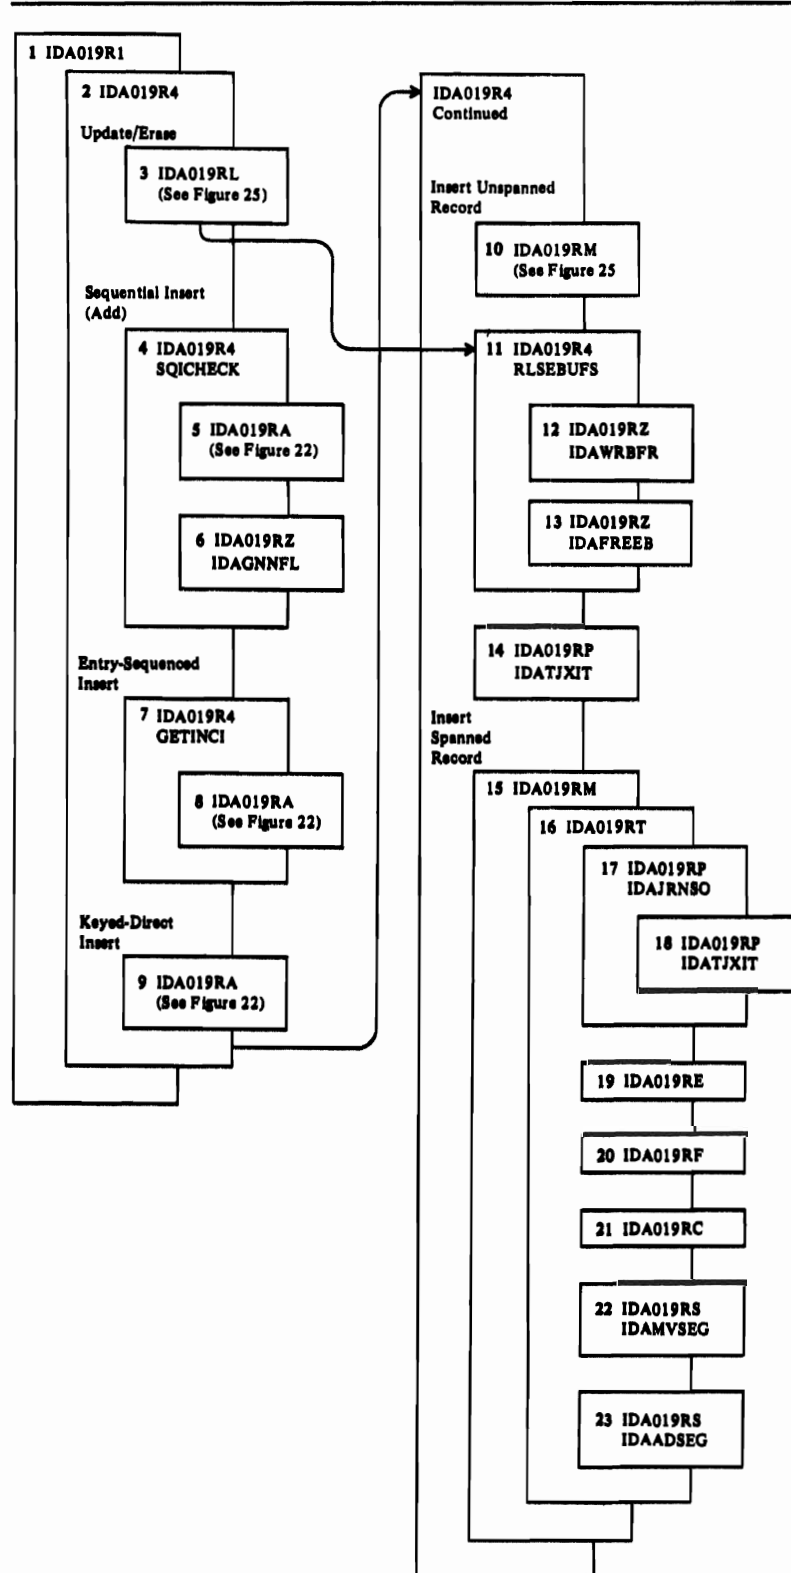 1 IDA019R1
2 IDA019R4
Update/Erase
3 IDA019RL
(See Figure 25)
Sequential Insert
(Add)
4 IDA019R4
SQICHECK
5 IDA019RA
(See Figure 22)
6 IDA019RZ
IDAGNNFL
Entry-Sequenced
Insert
7 IDA019R4
GETINCI
8 IDA019RA
(See Figure 22)
Keyed-Direct
Insert
9 IDA019RA
(See Figure 22)
IDA019R4
Continued
Insert Unspanned
Record
10 IDA019RM
(See Figure 25
11 IDA019R4
RLSEBUFS
12 IDA019RZ
IDAWRBFR
13 IDA019RZ
IDAFREEB
14 IDA019RP
IDATJXIT
Insert
Spanned
Record
15 IDA019RM
16 IDA019RT
17 IDA019RP
IDAJRNSO
18 IDA019RP
IDATJXIT
19 IDA019RE
20 IDA019RF
21 IDA019RC
22 IDA019RS
IDAMVSEG
23 IDA019RS
IDAADSEG